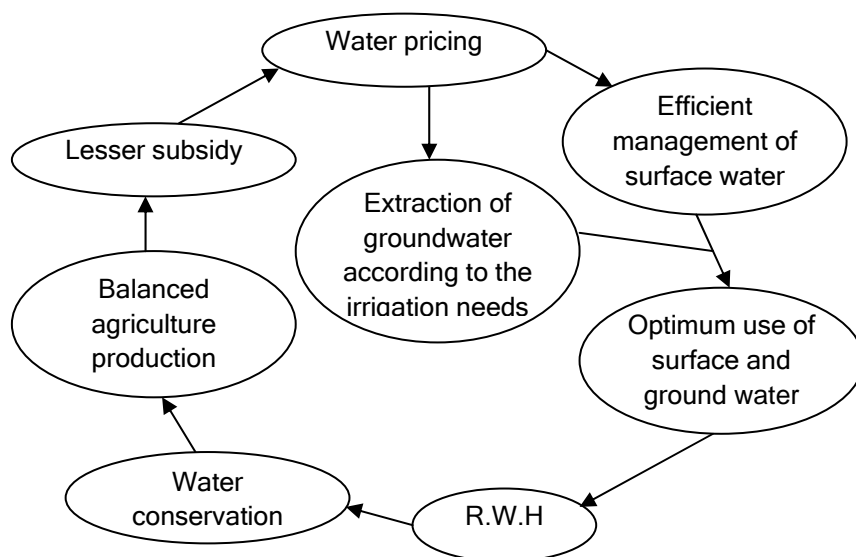 Water pricing
Efficient
management of
surface water
Lesser subsidy
Extraction of
groundwater
according to the
irrigation needs
Balanced
agriculture
production
Optimum use of
surface and
ground water
Water
conservation
R.W.H